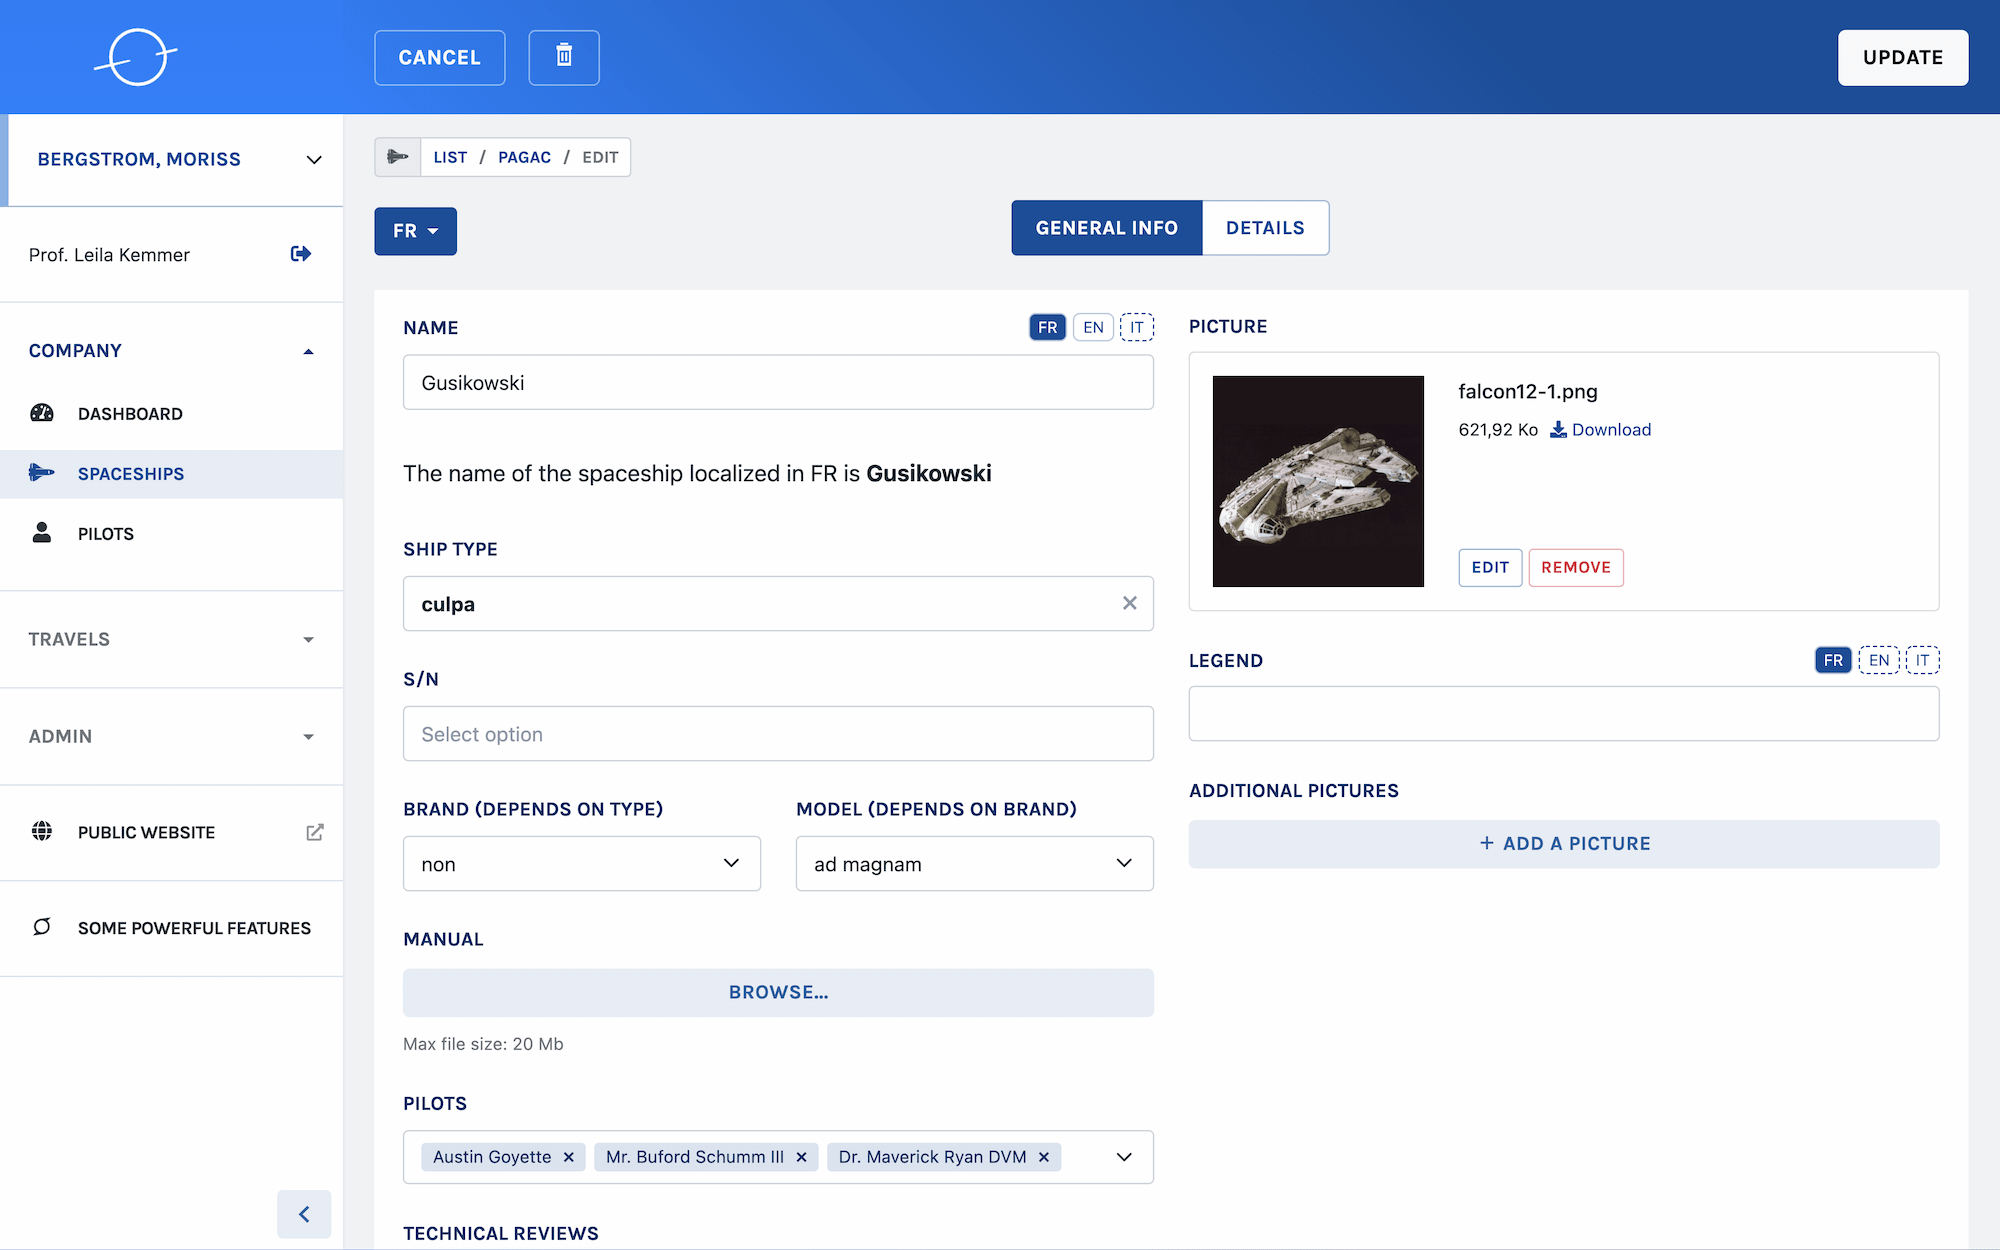 CANCEL
UPDATE
BERGSTROM, MORISS
Prof. Leila Kemmer
COMPANY
DASHBOARD
SPACESHIPS
PILOTS
TRAVELS
ADMIN
PUBLIC WEBSITE
SOME POWERFUL FEATURES
LIST / PAGAC / EDIT
FR
GENERAL INFO
DETAILS
NAME
FR EN IT
Gusikowski
The name of the spaceship localized in FR is Gusikowski
SHIP TYPE
culpa
S/N
Select option
BRAND (DEPENDS ON TYPE)
non
MODEL (DEPENDS ON BRAND)
ad magnam
MANUAL
BROWSE...
Max file size: 20 Mb
PILOTS
Austin Goyette × Mr. Buford Schumm III × Dr. Maverick Ryan DVM ×
TECHNICAL REVIEWS
PICTURE
falcon12-1.png
621,92 Ko Download
EDIT REMOVE
LEGEND
FR EN IT
ADDITIONAL PICTURES
+ ADD A PICTURE